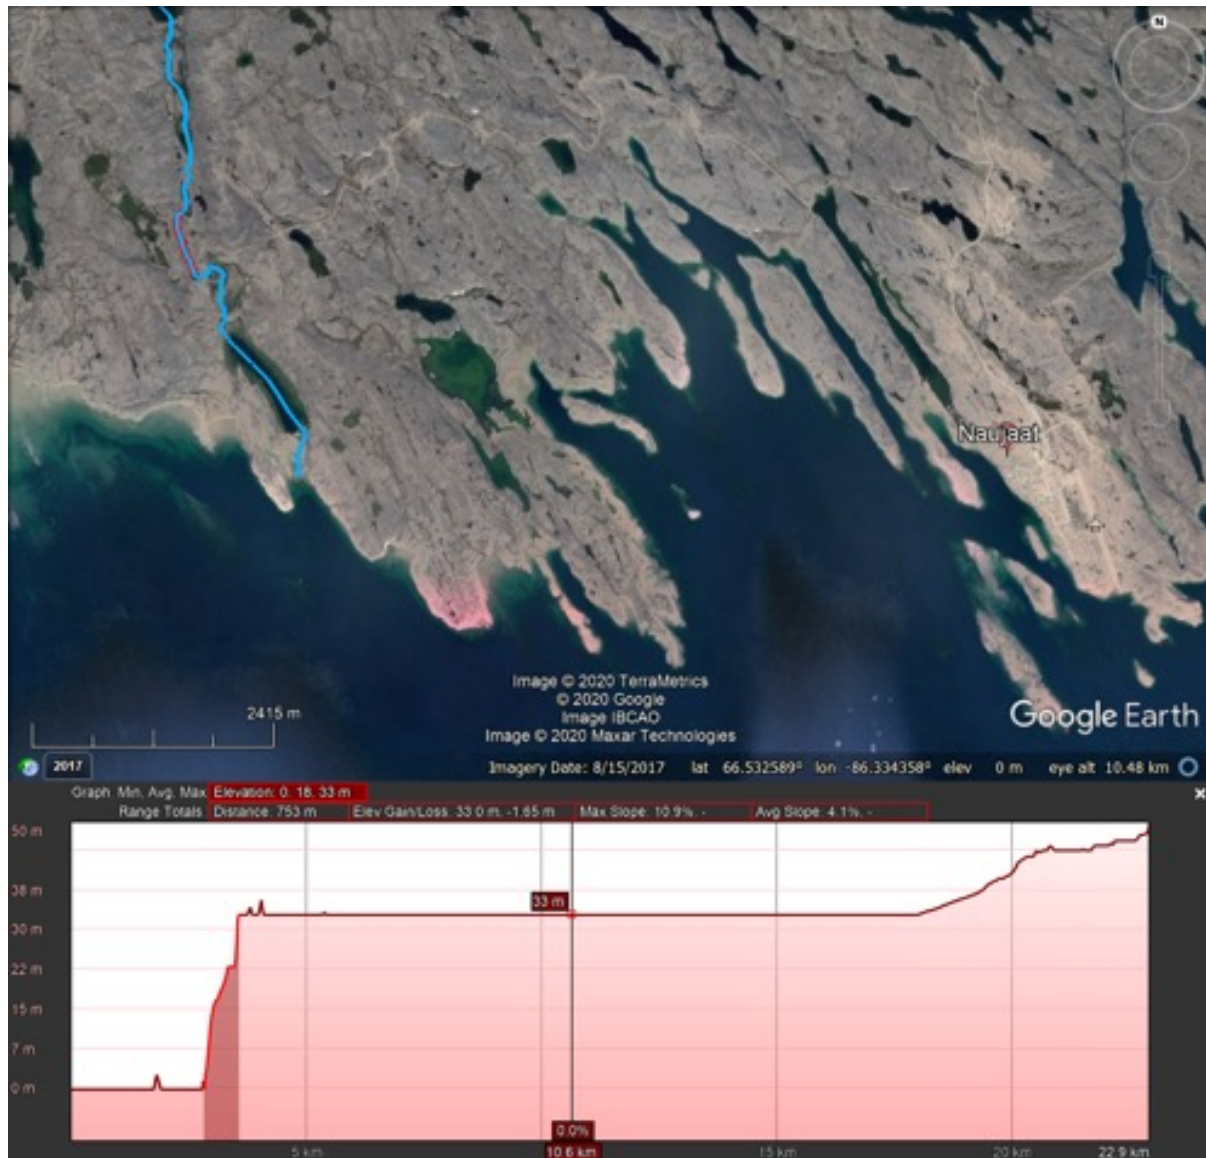 N
Naujaat
Image © 2020 TerraMetrics
© 2020 Google
Image IBCAO
Image © 2020 Maxar Technologies
Google Earth
2415 m
2017
Imagery Date: 8/15/2017 lat 66.532589° lon -86.334358° elev 0 m eye alt 10.48 km
Graph: Min, Avg, Max Elevation: 0, 18, 33 m
Range Totals: Distance: 753 m Elev Gain/Loss: 33.0 m, -1.65 m Max Slope: 10.9%, - Avg Slope: 4.1%, -
50 m
38 m
33 m
30 m
22 m
15 m
7 m
0 m
0.0%
5 km
10.6 km
15 km
20 km
22.9 km